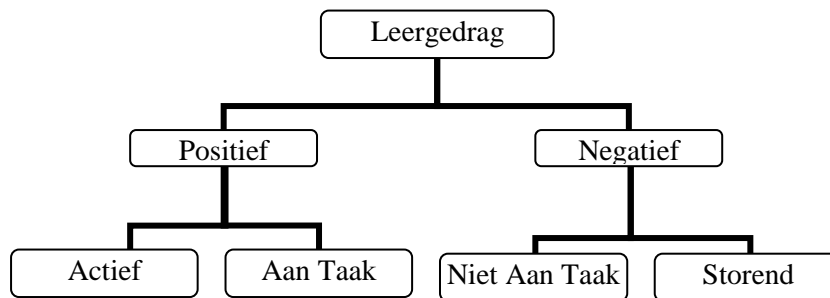 Leergedrag
Positief
Negatief
Actief
Aan Taak
Niet Aan Taak
Storend